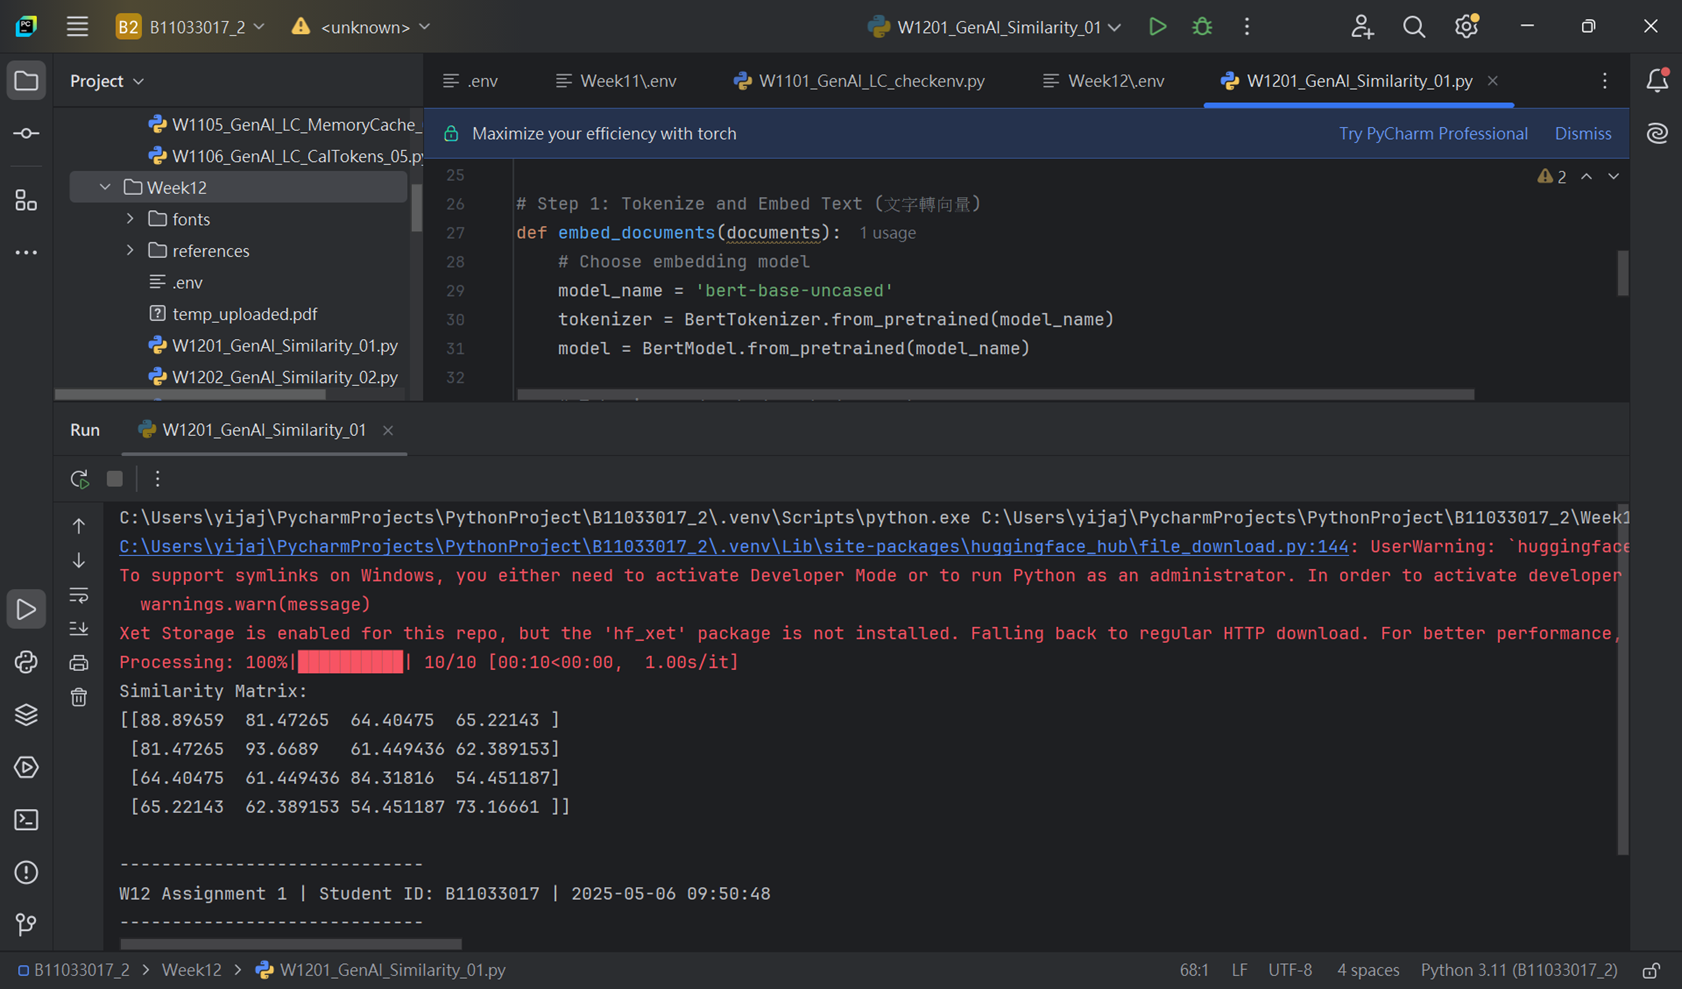 PC
B2 B11033017_2
<unknown>
W1201_GenAI_Similarity_01
Project
.env
Week11\.env
W1101_GenAI_LC_checkenv.py
Week12\.env
W1201_GenAI_Similarity_01.py
Maximize your efficiency with torch
Try PyCharm Professional
Dismiss
W1105_GenAI_LC_MemoryCache_
W1106_GenAI_LC_CalTokens_05.py
Week12
fonts
references
.env
temp_uploaded.pdf
W1201_GenAI_Similarity_01.py
W1202_GenAI_Similarity_02.py
2
25
26 # Step 1: Tokenize and Embed Text (文字轉向量)
27 def embed_documents(documents): 1 usage
28 # Choose embedding model
29 model_name = 'bert-base-uncased'
30 tokenizer = BertTokenizer.from_pretrained(model_name)
31 model = BertModel.from_pretrained(model_name)
32
Run
W1201_GenAI_Similarity_01
C:\Users\yijaj\PycharmProjects\PythonProject\B11033017_2\.venv\Scripts\python.exe C:\Users\yijaj\PycharmProjects\PythonProject\B11033017_2\Week1
C:\Users\yijaj\PycharmProjects\PythonProject\B11033017_2\.venv\Lib\site-packages\huggingface_hub\file_download.py:144: UserWarning: `huggingface
To support symlinks on Windows, you either need to activate Developer Mode or to run Python as an administrator. In order to activate developer
warnings.warn(message)
Xet Storage is enabled for this repo, but the 'hf_xet' package is not installed. Falling back to regular HTTP download. For better performance,
Processing: 100%|██████████| 10/10 [00:10<00:00, 1.00s/it]
Similarity Matrix:
[[88.89659 81.47265 64.40475 65.22143 ]
[81.47265 93.6689 61.449436 62.389153]
[64.40475 61.449436 84.31816 54.451187]
[65.22143 62.389153 54.451187 73.16661 ]]
-----------------------------
W12 Assignment 1 | Student ID: B11033017 | 2025-05-06 09:50:48
-----------------------------
B11033017_2 > Week12 > W1201_GenAI_Similarity_01.py
68:1 LF UTF-8 4 spaces Python 3.11 (B11033017_2)